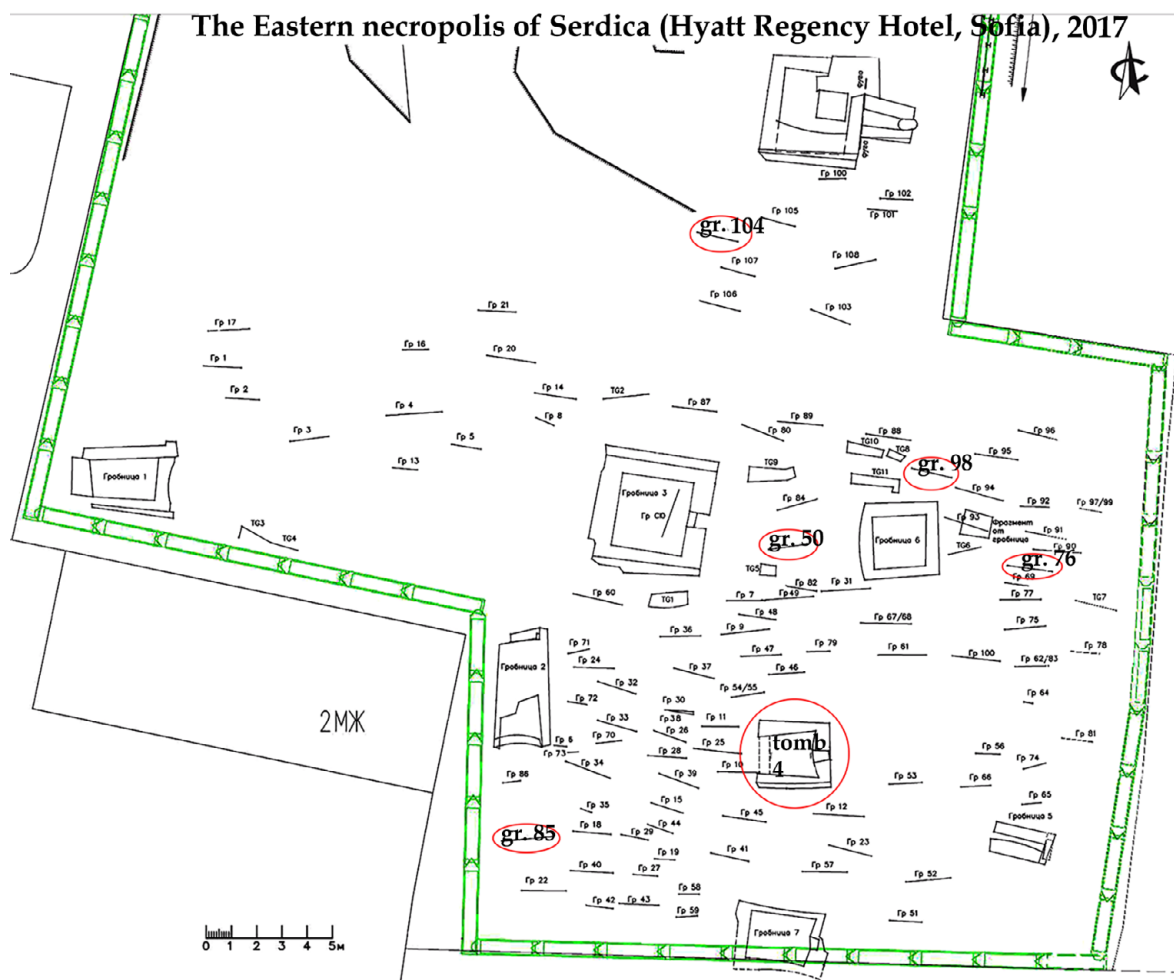 The Eastern necropolis of Serdica (Hyatt Regency Hotel, Sofia), 2017
фуга
фуга
Гр 100
Гр 102
Гр 101
Гр 105
gr. 104
Гр 108
Гр 107
Гр 106
Гр 103
Гр 21
Гр 17
Гр 16
Гр 20
Гр 1
Гр 2
Гр 14
TG2
Гр 87
Гр 4
Гр 8
Гр 89
Гр 80
Гр 88
Гр 96
Гр 3
Гр 5
Гр 13
TG10
TG8
Гр 95
TG9
gr. 98
TG11
Гробница 1
Гробница 3
Гр С10
Гр 84
Гр 94
Гр 92
Гр 97/99
Гр 93
Фрагмент
от
гробница
TG3
TG4
gr. 50
Гробница 6
TG6
Гр 91
Гр 90
gr. 76
TG5
Гр 69
Гр 82
Гр 31
Гр 60
TG1
Гр 7
Гр 49
Гр 77
TG7
Гр 48
Гр 67/68
Гр 36
Гр 9
Гр 75
Гр 71
Гр 79
Гр 78
Гр 24
Гр 47
Гр 61
Гр 100
Гр 62/83
Гробница 2
Гр 37
Гр 46
Гр 32
Гр 54/55
Гр 64
Гр 72
Гр 30
2МЖ
Гр 33
Гр 38
Гр 11
Гр 26
tomb
4
Гр 81
Гр 6
Гр 70
Гр 73
Гр 28
Гр 25
Гр 56
Гр 34
Гр 10
Гр 74
Гр 86
Гр 39
Гр 53
Гр 66
Гр 35
Гр 15
Гр 65
Гр 45
Гр 12
Гробница 5
gr. 85
Гр 18
Гр 29
Гр 44
Гр 19
Гр 41
Гр 23
Гр 40
Гр 27
Гр 57
Гр 52
Гр 22
Гр 58
Гр 42
Гр 43
Гр 59
Гр 51
Гробница 7
0 1 2 3 4 5м